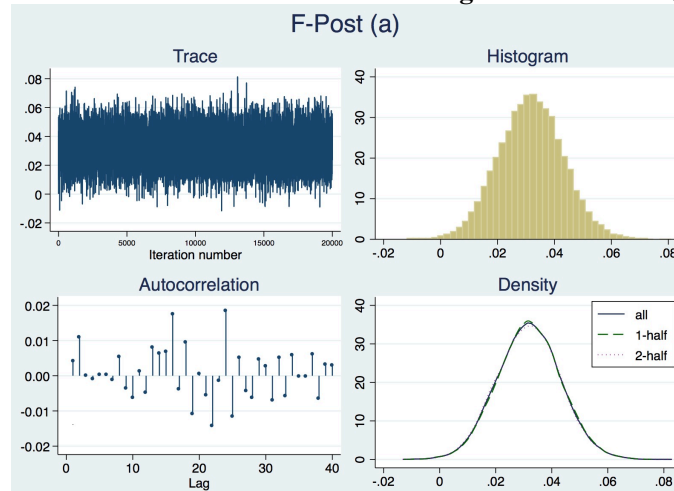 F-Post (a)
Trace
.08
.06
.04
.02
0
-.02
0 5000 10000 15000 20000
Iteration number
Histogram
40
30
20
10
0
-.02 0 .02 .04 .06 .08
Autocorrelation
0.02
0.01
0.00
-0.01
-0.02
0 10 20 30 40
Lag
Density
40
30
20
10
0
-.02 0 .02 .04 .06 .08
all
1-half
2-half